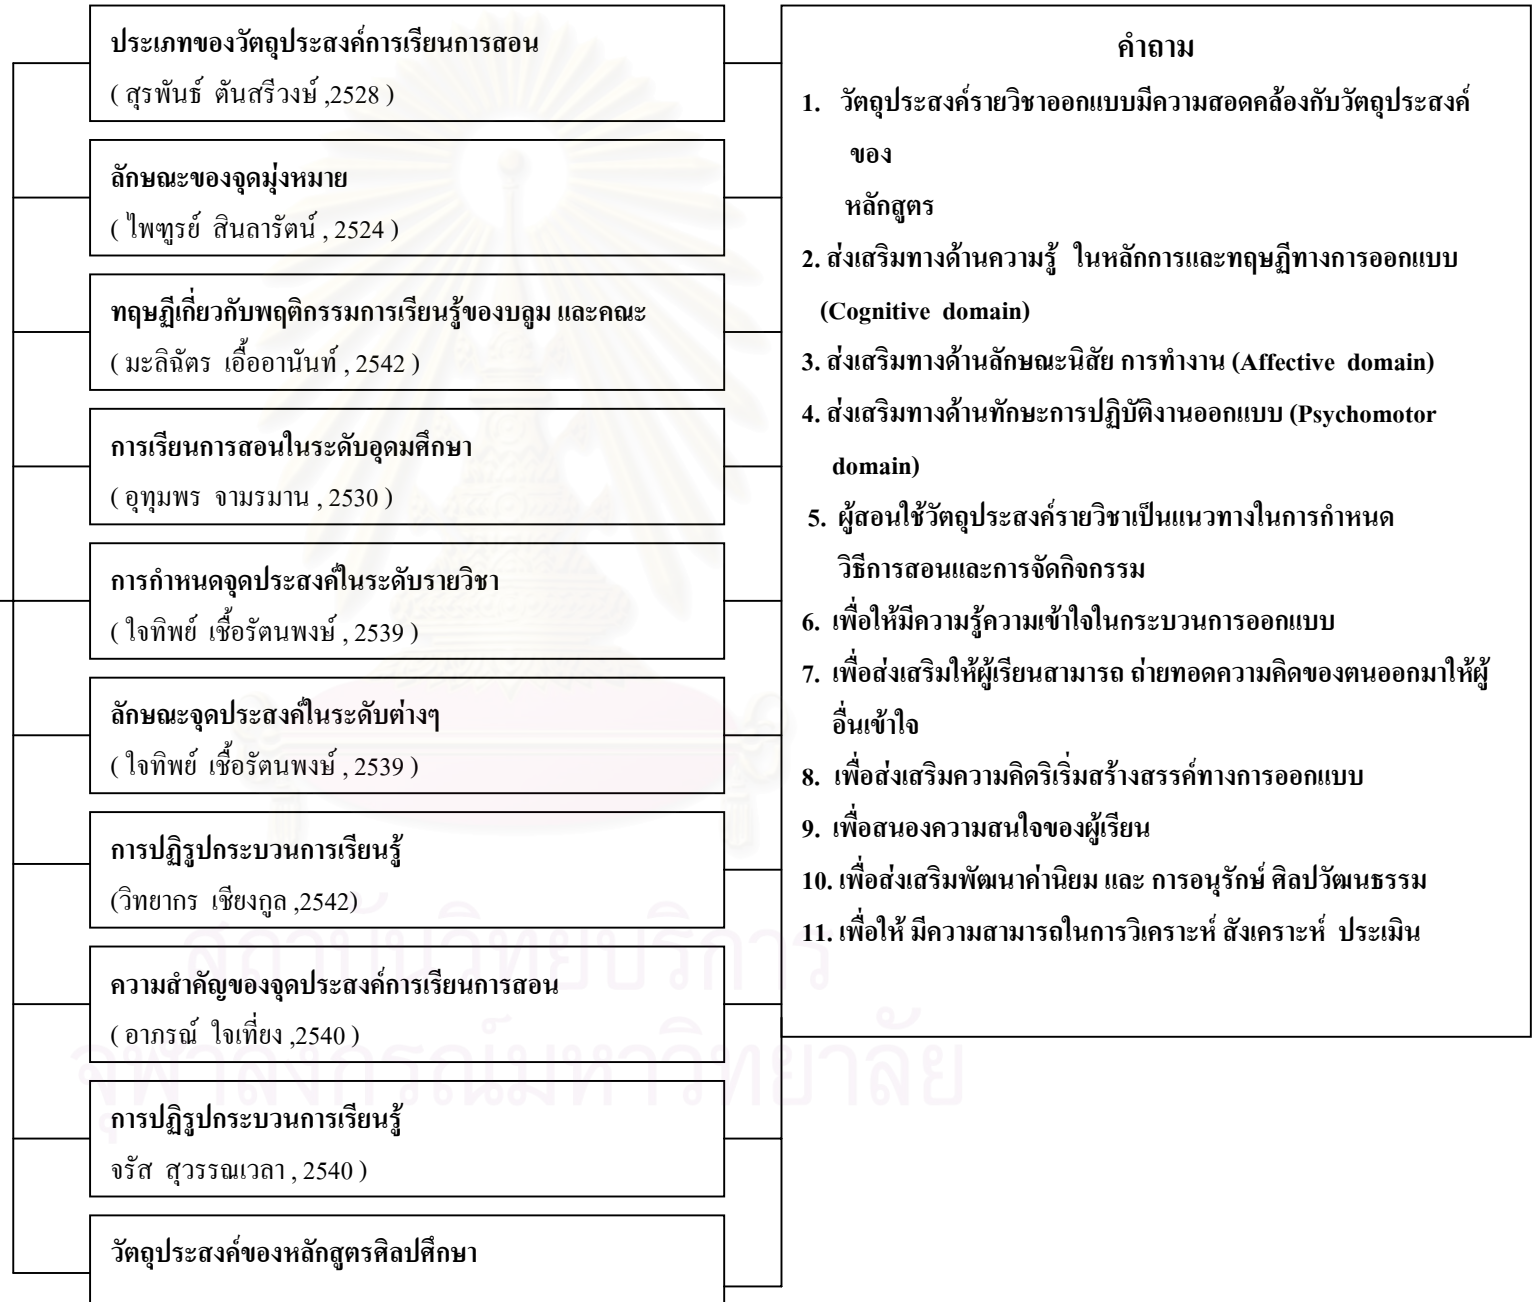 ประเภทของวัตถุประสงค์การเรียนการสอน
( สุรพันธ์ ตันศรีวงษ์ ,2528 )
ลักษณะของจุดมุ่งหมาย
( ไพฑูรย์ สินลารัตน์ , 2524 )
ทฤษฏีเกี่ยวกับพฤติกรรมการเรียนรู้ของบลูม และคณะ
( มะลิฉัตร เอื้ออานันท์ , 2542 )
การเรียนการสอนในระดับอุดมศึกษา
( อุทุมพร จามรมาน , 2530 )
การกำหนดจุดประสงค์ในระดับรายวิชา
( ใจทิพย์ เชื้อรัตนพงษ์ , 2539 )
ลักษณะจุดประสงค์ในระดับต่างๆ
( ใจทิพย์ เชื้อรัตนพงษ์ , 2539 )
การปฏิรูปกระบวนการเรียนรู้
(วิทยากร เชียงกูล ,2542)
ความสำคัญของจุดประสงค์การเรียนการสอน
( อาภรณ์ ใจเที่ยง ,2540 )
การปฏิรูปกระบวนการเรียนรู้
จรัส สุวรรณเวลา , 2540 )
วัตถุประสงค์ของหลักสูตรศิลปศึกษา
คำถาม
1. วัตถุประสงค์รายวิชาออกแบบมีความสอดคล้องกับวัตถุประสงค์
ของ
หลักสูตร
2. ส่งเสริมทางด้านความรู้ ในหลักการและทฤษฏีทางการออกแบบ
(Cognitive domain)
3. ส่งเสริมทางด้านลักษณะนิสัย การทำงาน (Affective domain)
4. ส่งเสริมทางด้านทักษะการปฏิบัติงานออกแบบ (Psychomotor
domain)
5. ผู้สอนใช้วัตถุประสงค์รายวิชาเป็นแนวทางในการกำหนด
วิธีการสอนและการจัดกิจกรรม
6. เพื่อให้มีความรู้ความเข้าใจในกระบวนการออกแบบ
7. เพื่อส่งเสริมให้ผู้เรียนสามารถ ถ่ายทอดความคิดของตนออกมาให้ผู้
อื่นเข้าใจ
8. เพื่อส่งเสริมความคิดริเริ่มสร้างสรรค์ทางการออกแบบ
9. เพื่อสนองความสนใจของผู้เรียน
10. เพื่อส่งเสริมพัฒนาค่านิยม และ การอนุรักษ์ ศิลปวัฒนธรรม
11. เพื่อให้ มีความสามารถในการวิเคราะห์ สังเคราะห์ ประเมิน
สถาบันวิทยบริการ
จุฬาลงกรณ์มหาวิทยาลัย